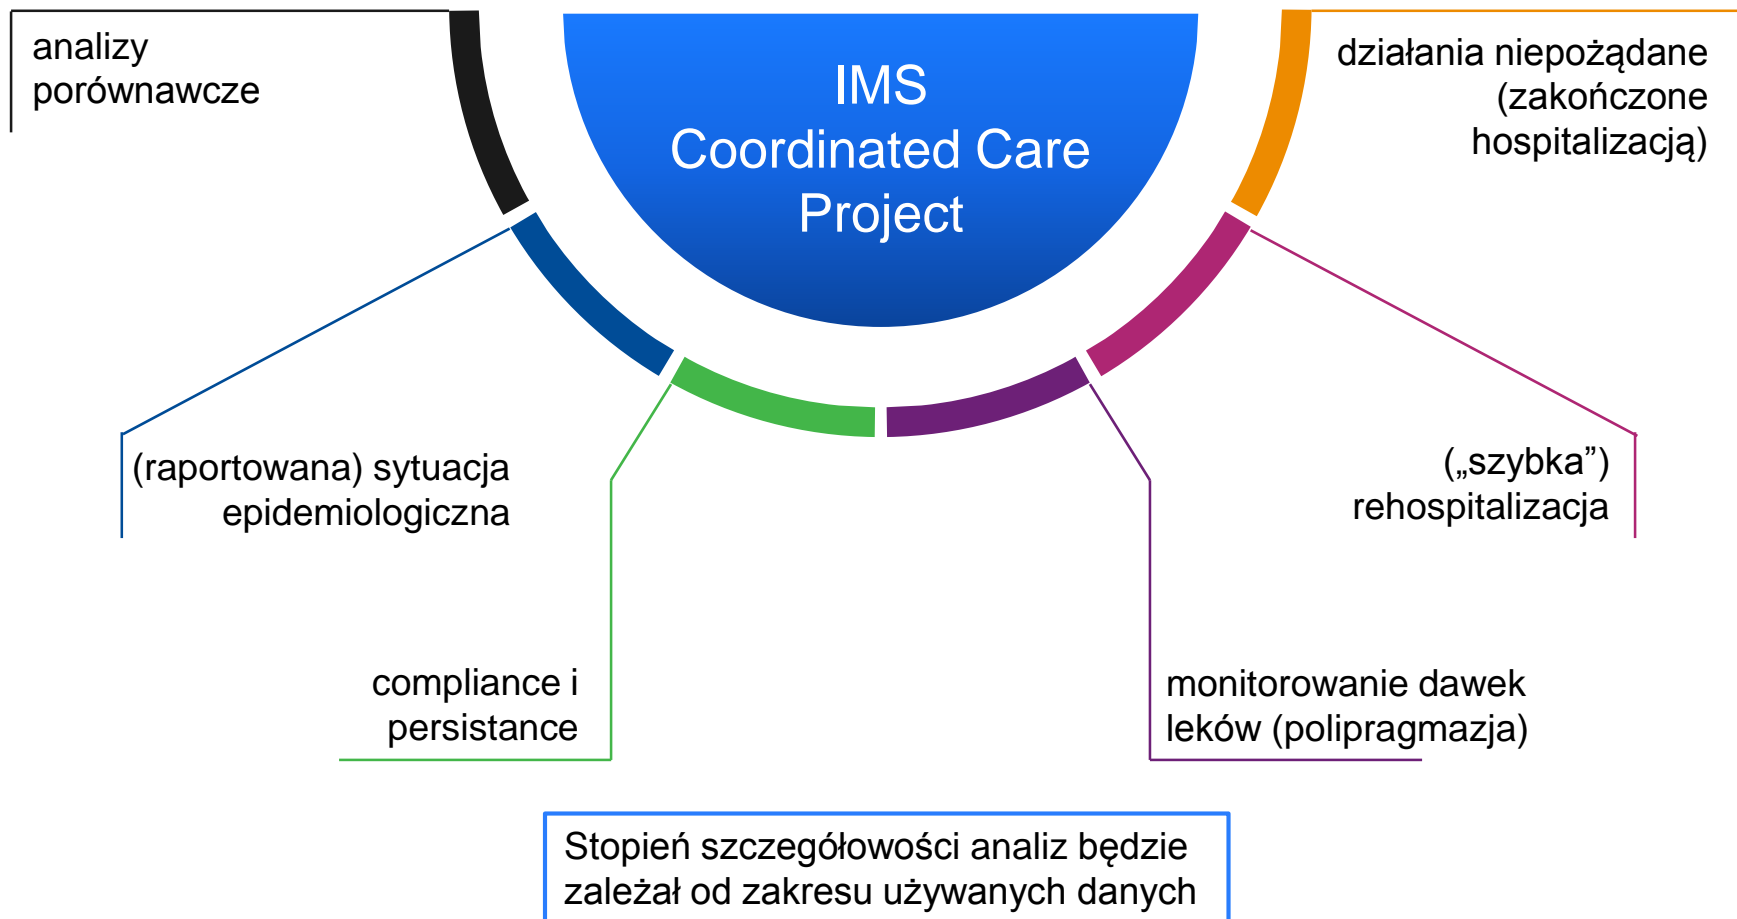 analizy
porównawcze
IMS
Coordinated Care
Project
działania niepożądane
(zakończone
hospitalizacją)
(raportowana) sytuacja
epidemiologiczna
(„szybka”)
rehospitalizacja
compliance i
persistance
monitorowanie dawek
leków (polipragmazja)
Stopień szczegółowości analiz będzie
zależał od zakresu używanych danych